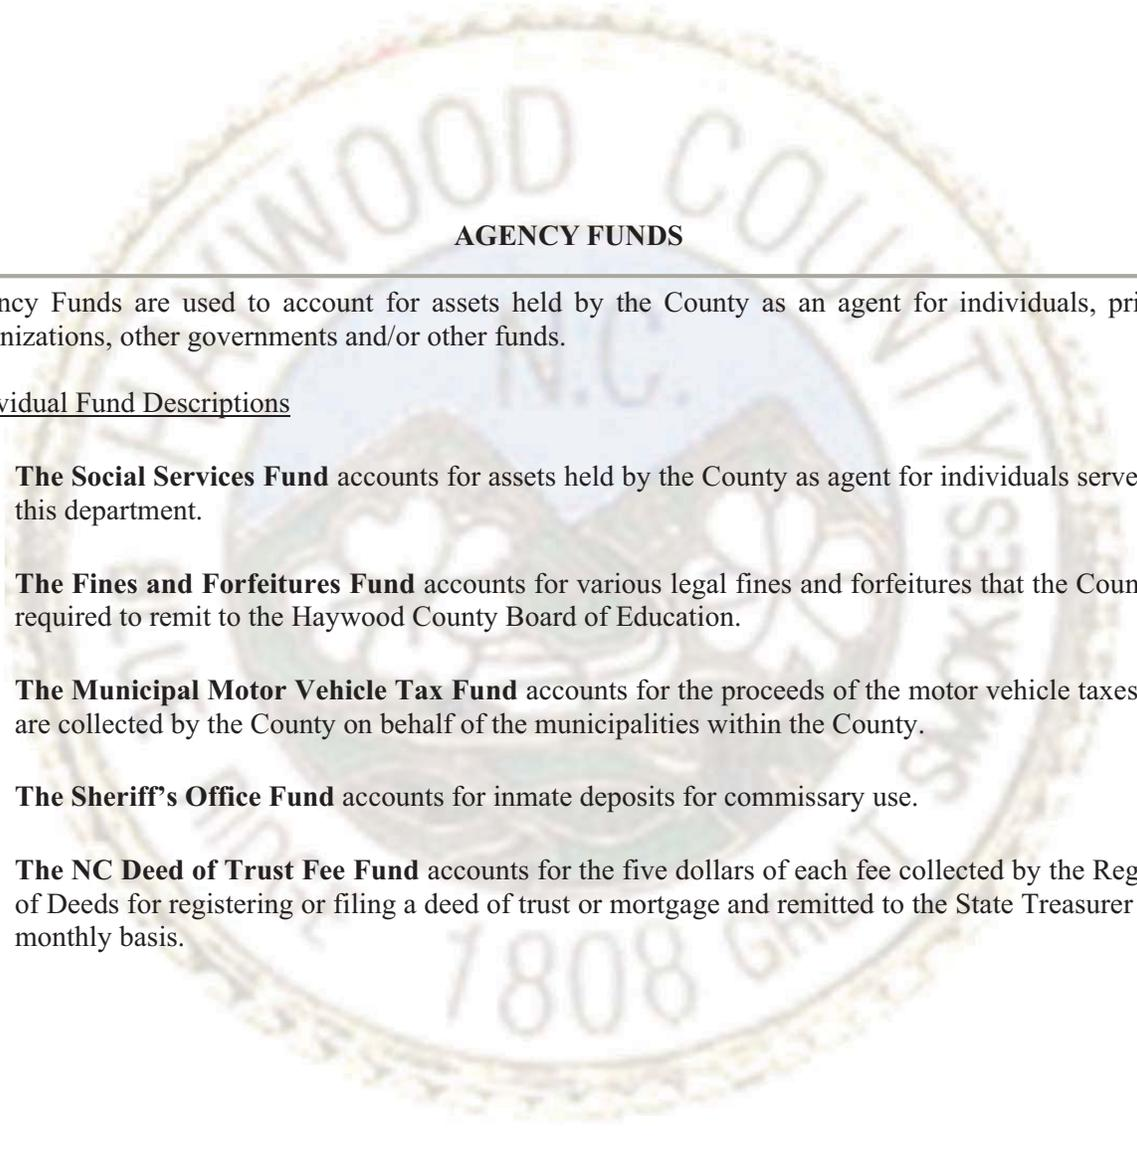 HAYWOOD COUNTY
N.C.
BLUE RIDGE
1808
GREAT SMOKES
AGENCY FUNDS
ncy Funds are used to account for assets held by the County as an agent for individuals, pri
nizations, other governments and/or other funds.
vidual Fund Descriptions
The Social Services Fund accounts for assets held by the County as agent for individuals serve
this department.
The Fines and Forfeitures Fund accounts for various legal fines and forfeitures that the Coun
required to remit to the Haywood County Board of Education.
The Municipal Motor Vehicle Tax Fund accounts for the proceeds of the motor vehicle taxes
are collected by the County on behalf of the municipalities within the County.
The Sheriff’s Office Fund accounts for inmate deposits for commissary use.
The NC Deed of Trust Fee Fund accounts for the five dollars of each fee collected by the Reg
of Deeds for registering or filing a deed of trust or mortgage and remitted to the State Treasurer
monthly basis.